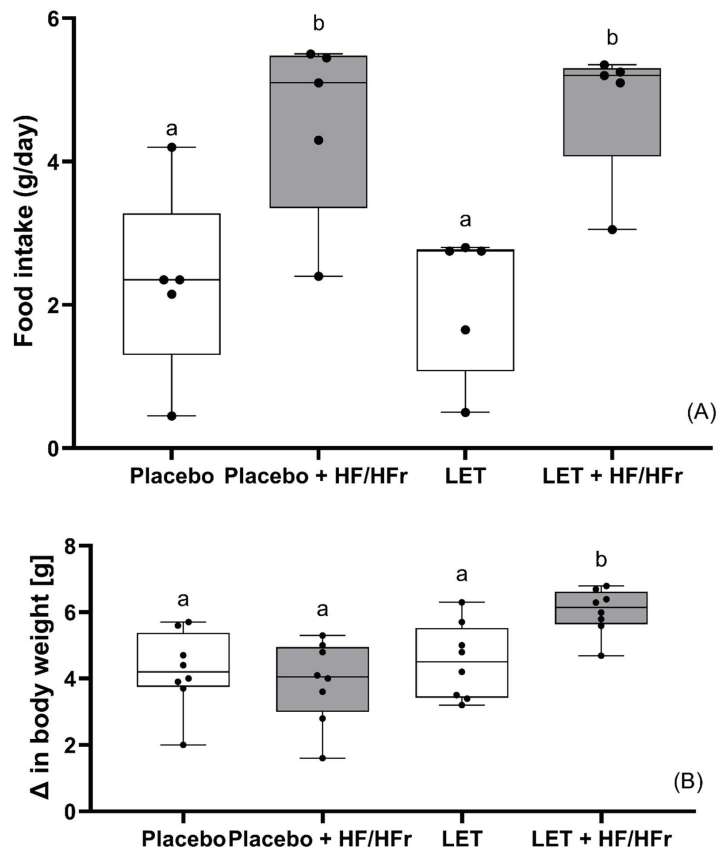 6
b
b
a
4
a
2
0
Food intake (g/day)
(A)
Placebo Placebo + HF/HFr LET LET + HF/HFr
8
b
a
a
a
6
4
2
0
Δ in body weight [g]
(B)
Placebo Placebo + HF/HFr LET LET + HF/HFr